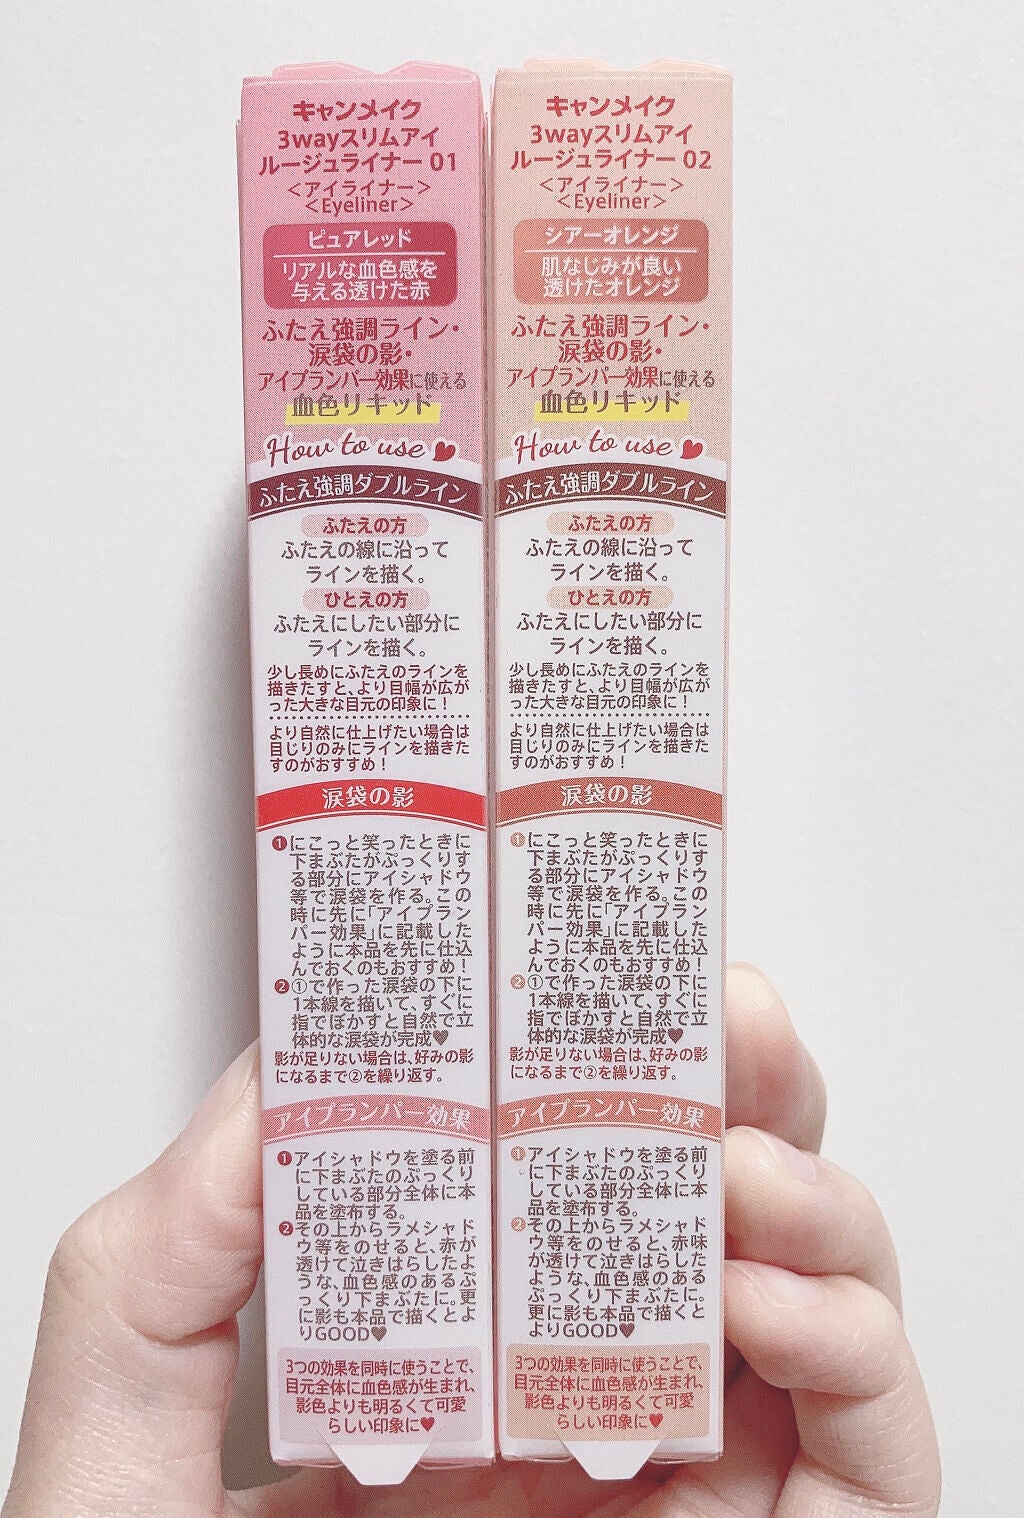 キャンメイク
3wayスリムアイ
ルージュライナー 01
＜アイライナー＞
＜Eyeliner＞
ピュアレッド
リアルな血色感を
与える透けた赤
ふたえ強調ライン・
涙袋の影・
アイプランパー効果に使える
血色リキッド
How to use
ふたえ強調ダブルライン
ふたえの方
ふたえの線に沿って
ラインを描く。
ひとえの方
ふたえにしたい部分に
ラインを描く。
少し長めにふたえのラインを
描きたすと、より目幅が広が
った大きな目元の印象に！
より自然に仕上げたい場合は
目じりのみにラインを描きた
すのがおすすめ！
涙袋の影
❶にこっと笑ったときに
下まぶたがぷっくりす
る部分にアイシャドウ
等で涙袋を作る。この
時に先に「アイプラン
パー効果」に記載した
ように本品を先に仕込
んでおくのもおすすめ！
❷①で作った涙袋の下に
1本線を描いて、すぐに
指でぼかすと自然で立
体的な涙袋が完成♥
影が足りない場合は、好みの影
になるまで②を繰り返す。
アイプランパー効果
❶アイシャドウを塗る前
に下まぶたのぷっくり
している部分全体に本
品を塗布する。
❷その上からラメシャド
ウ等をのせると、赤が
透けて泣きはらしたよ
うな、血色感のあるぷ
っくり下まぶたに。更
に影も本品で描くとよ
りGOOD♥
3つの効果を同時に使うことで、
目元全体に血色感が生まれ、
影色よりも明るくて可愛
らしい印象に♥
キャンメイク
3wayスリムアイ
ルージュライナー 02
＜アイライナー＞
＜Eyeliner＞
シアーオレンジ
肌なじみが良い
透けたオレンジ
ふたえ強調ライン・
涙袋の影・
アイプランパー効果に使える
血色リキッド
How to use
ふたえ強調ダブルライン
ふたえの方
ふたえの線に沿って
ラインを描く。
ひとえの方
ふたえにしたい部分に
ラインを描く。
少し長めにふたえのラインを
描きたすと、より目幅が広が
った大きな目元の印象に！
より自然に仕上げたい場合は
目じりのみにラインを描きた
すのがおすすめ！
涙袋の影
❶にこっと笑ったときに
下まぶたがぷっくりす
る部分にアイシャドウ
等で涙袋を作る。この
時に先に「アイプラン
パー効果」に記載した
ように本品を先に仕込
んでおくのもおすすめ！
❷①で作った涙袋の下に
1本線を描いて、すぐに
指でぼかすと自然で立
体的な涙袋が完成♥
影が足りない場合は、好みの影
になるまで②を繰り返す。
アイプランパー効果
❶アイシャドウを塗る前
に下まぶたのぷっくり
している部分全体に本
品を塗布する。
❷その上からラメシャド
ウ等をのせると、赤味
が透けて泣きはらした
ような、血色感のある
ぷっくり下まぶたに。
更に影も本品で描くと
よりGOOD♥
3つの効果を同時に使うことで、
目元全体に血色感が生まれ、
影色よりも明るくて可愛
らしい印象に♥